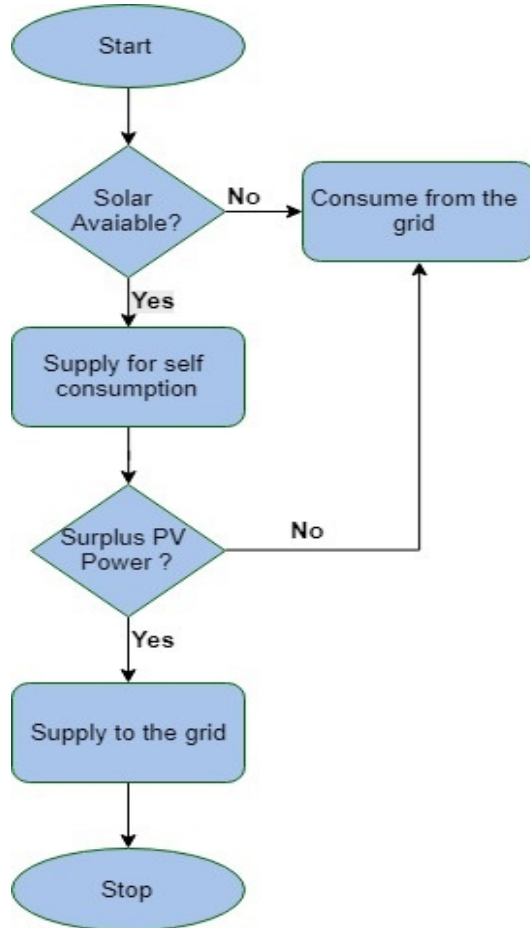 Start
Solar
Avaiable?
No
Consume from the
grid
Yes
Supply for self
consumption
Surplus PV
Power ?
No
Yes
Supply to the grid
Stop